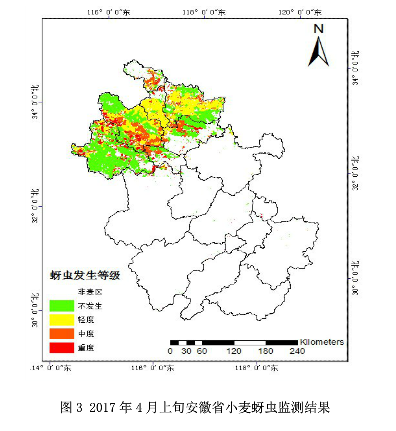 116° 0' 0"东
118° 0' 0"东
120° 0' 0"东
N
34° 0' 0"北
34° 0' 0"北
32° 0' 0"北
32° 0' 0"北
30° 0' 0"北
30° 0' 0"北
蚜虫发生等级
非麦区
不发生
轻度
中度
重度
Kilometers
0 30 60 120 180 240
114° 0' 0"东
116° 0' 0"东
118° 0' 0"东
图 3 2017 年 4 月上旬安徽省小麦蚜虫监测结果